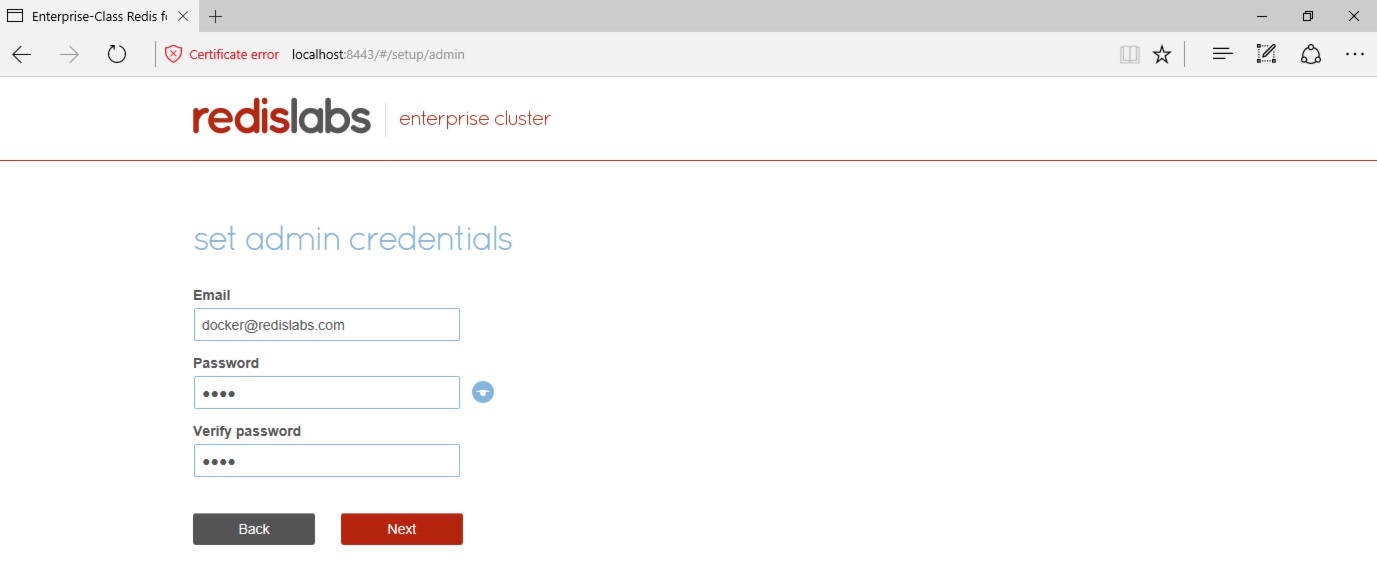 Enterprise-Class Redis f
Certificate error localhost:8443/#/setup/admin
redislabs enterprise cluster
set admin credentials
Email
docker@redislabs.com
Password
••••
Verify password
••••
Back Next